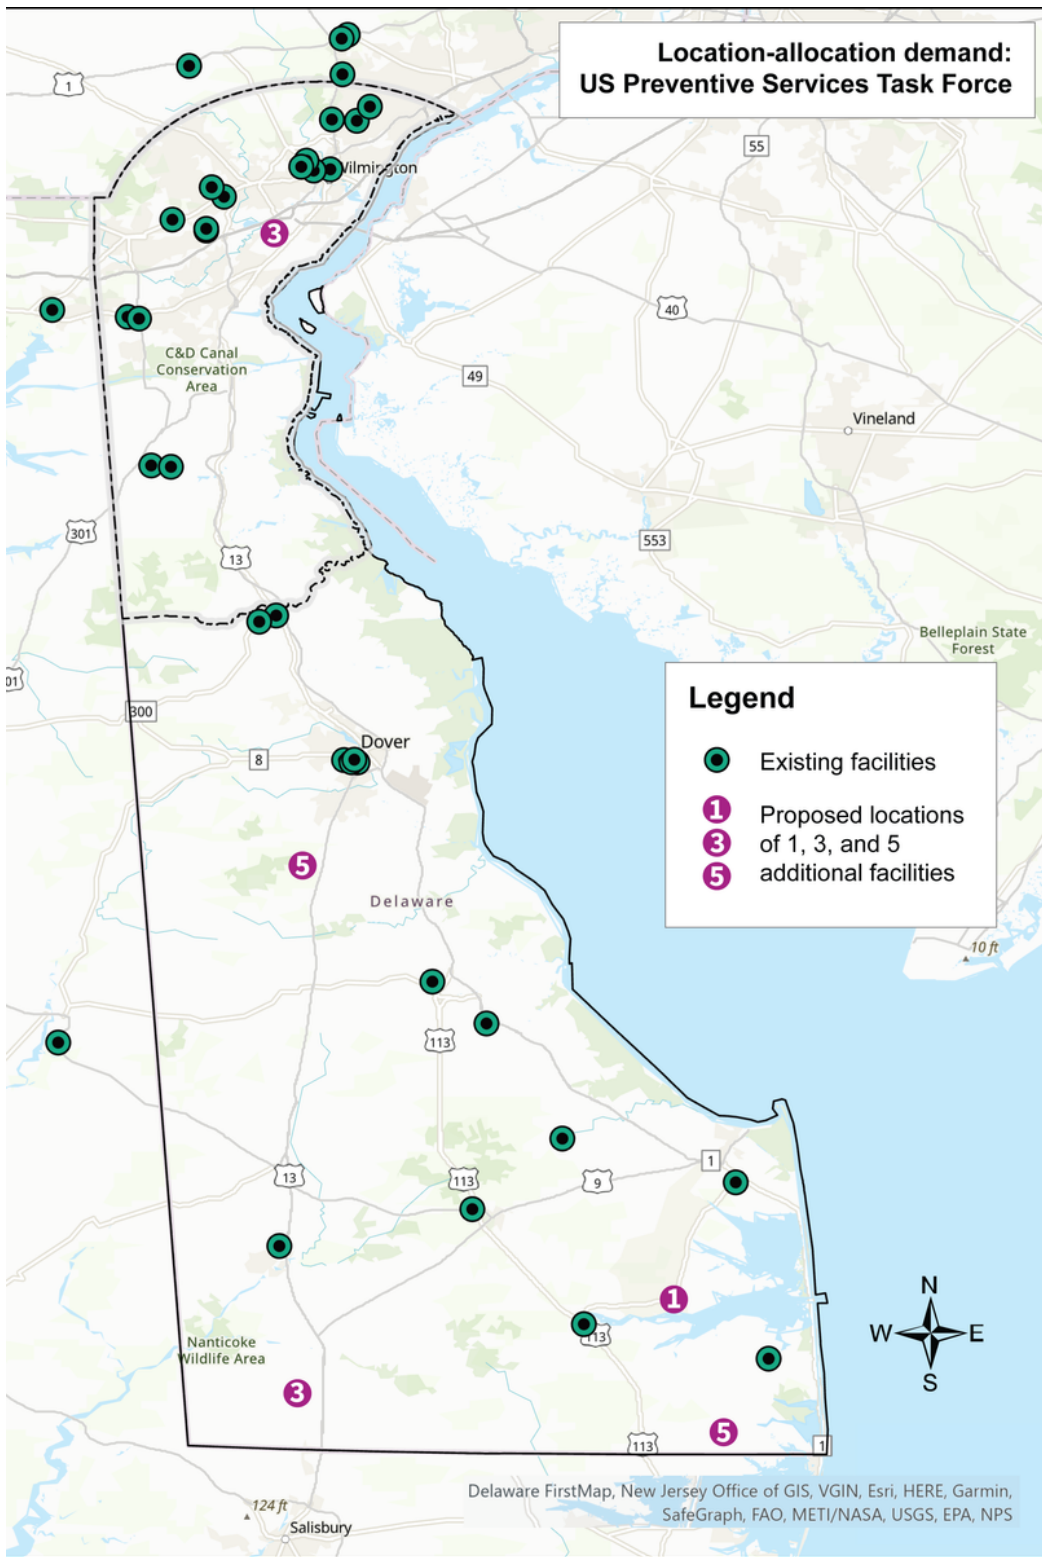 Location-allocation demand:
US Preventive Services Task Force
1
55
Wilmington
3
40
C&D Canal
Conservation
Area
49
Vineland
301
13
553
Belleplain State
Forest
01
300
Legend
Dover
8
Existing facilities
1
Proposed locations
3
of 1, 3, and 5
5
additional facilities
5
Delaware
10 ft
113
1
13
113
9
1
N
W
E
S
113
Nanticoke
Wildlife Area
3
5
113
1
Delaware FirstMap, New Jersey Office of GIS, VGIN, Esri, HERE, Garmin,
SafeGraph, FAO, METI/NASA, USGS, EPA, NPS
124 ft
Salisbury